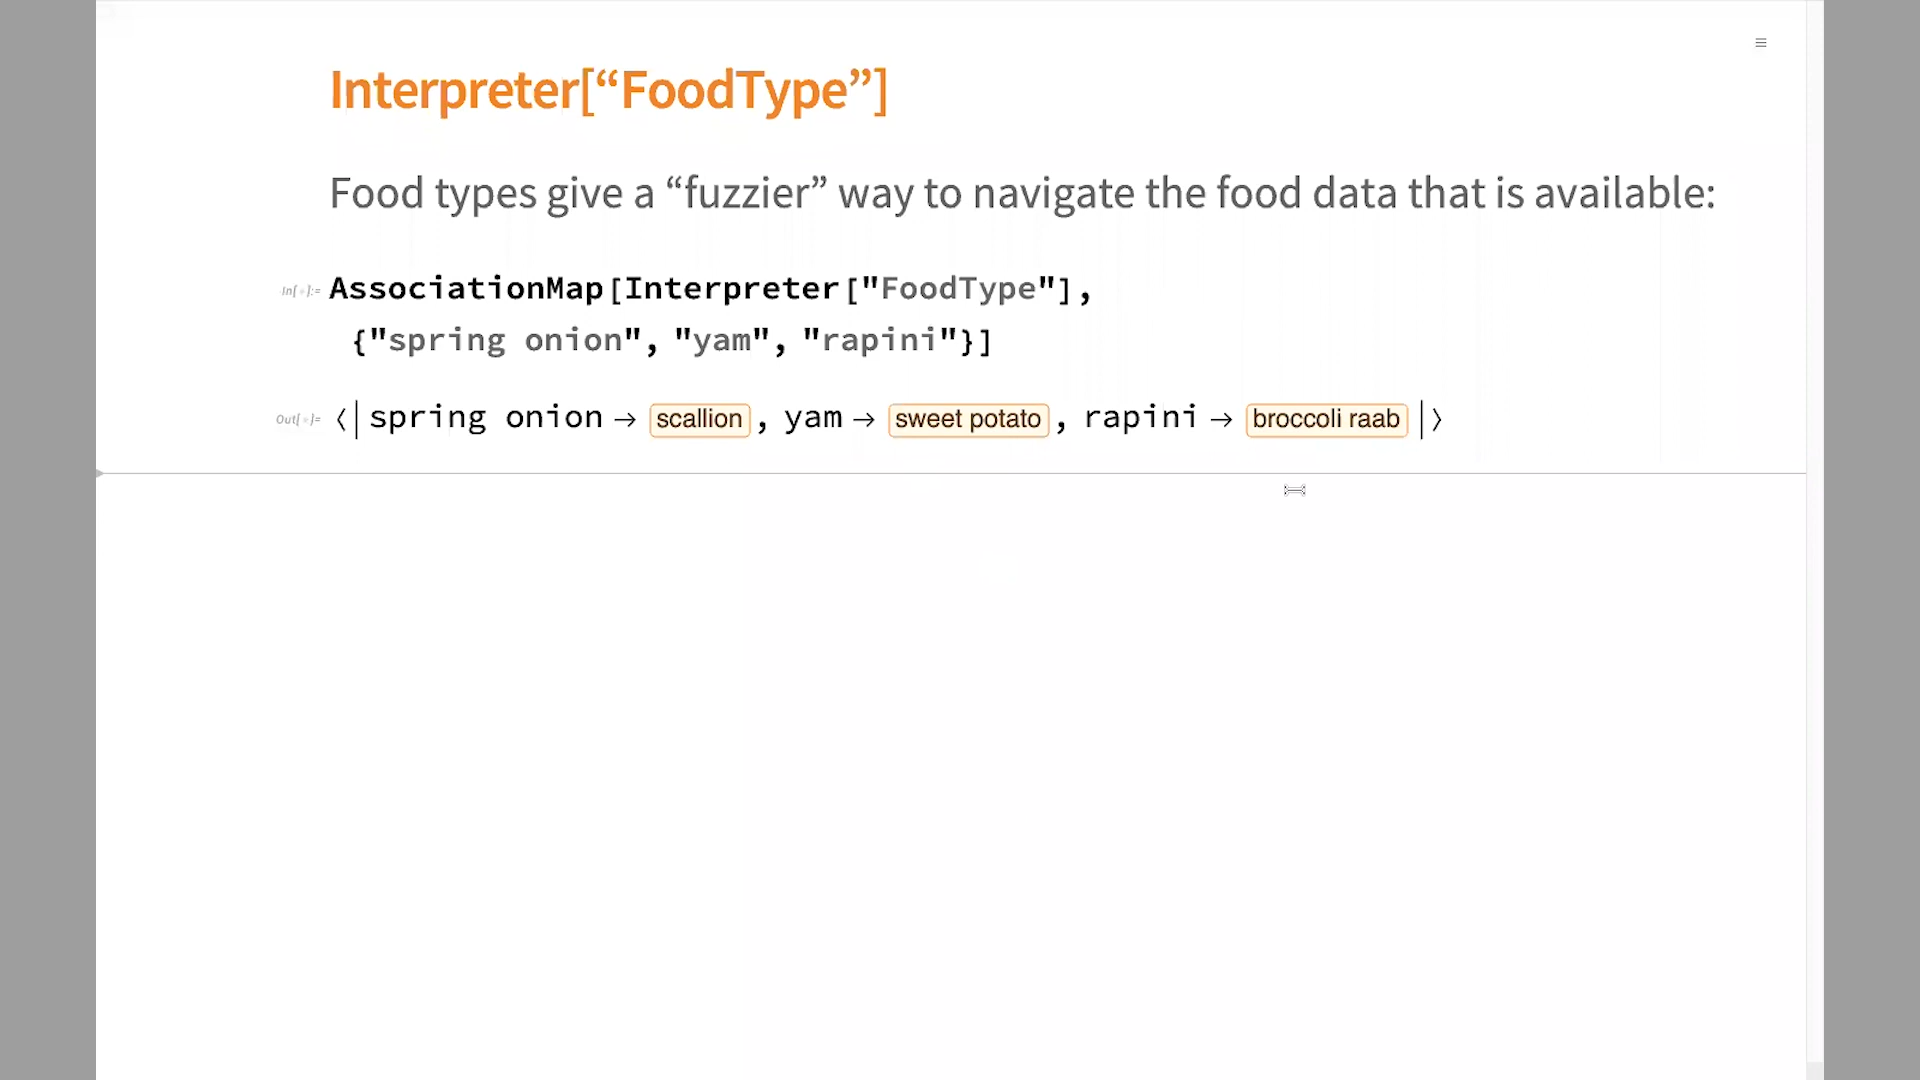 Interpreter[“FoodType”]
Food types give a “fuzzier” way to navigate the food data that is available:
In[◦]:= AssociationMap[Interpreter["FoodType"],
{"spring onion", "yam", "rapini"}]
Out[◦]= ⟨|spring onion → scallion, yam → sweet potato, rapini → broccoli raab|⟩